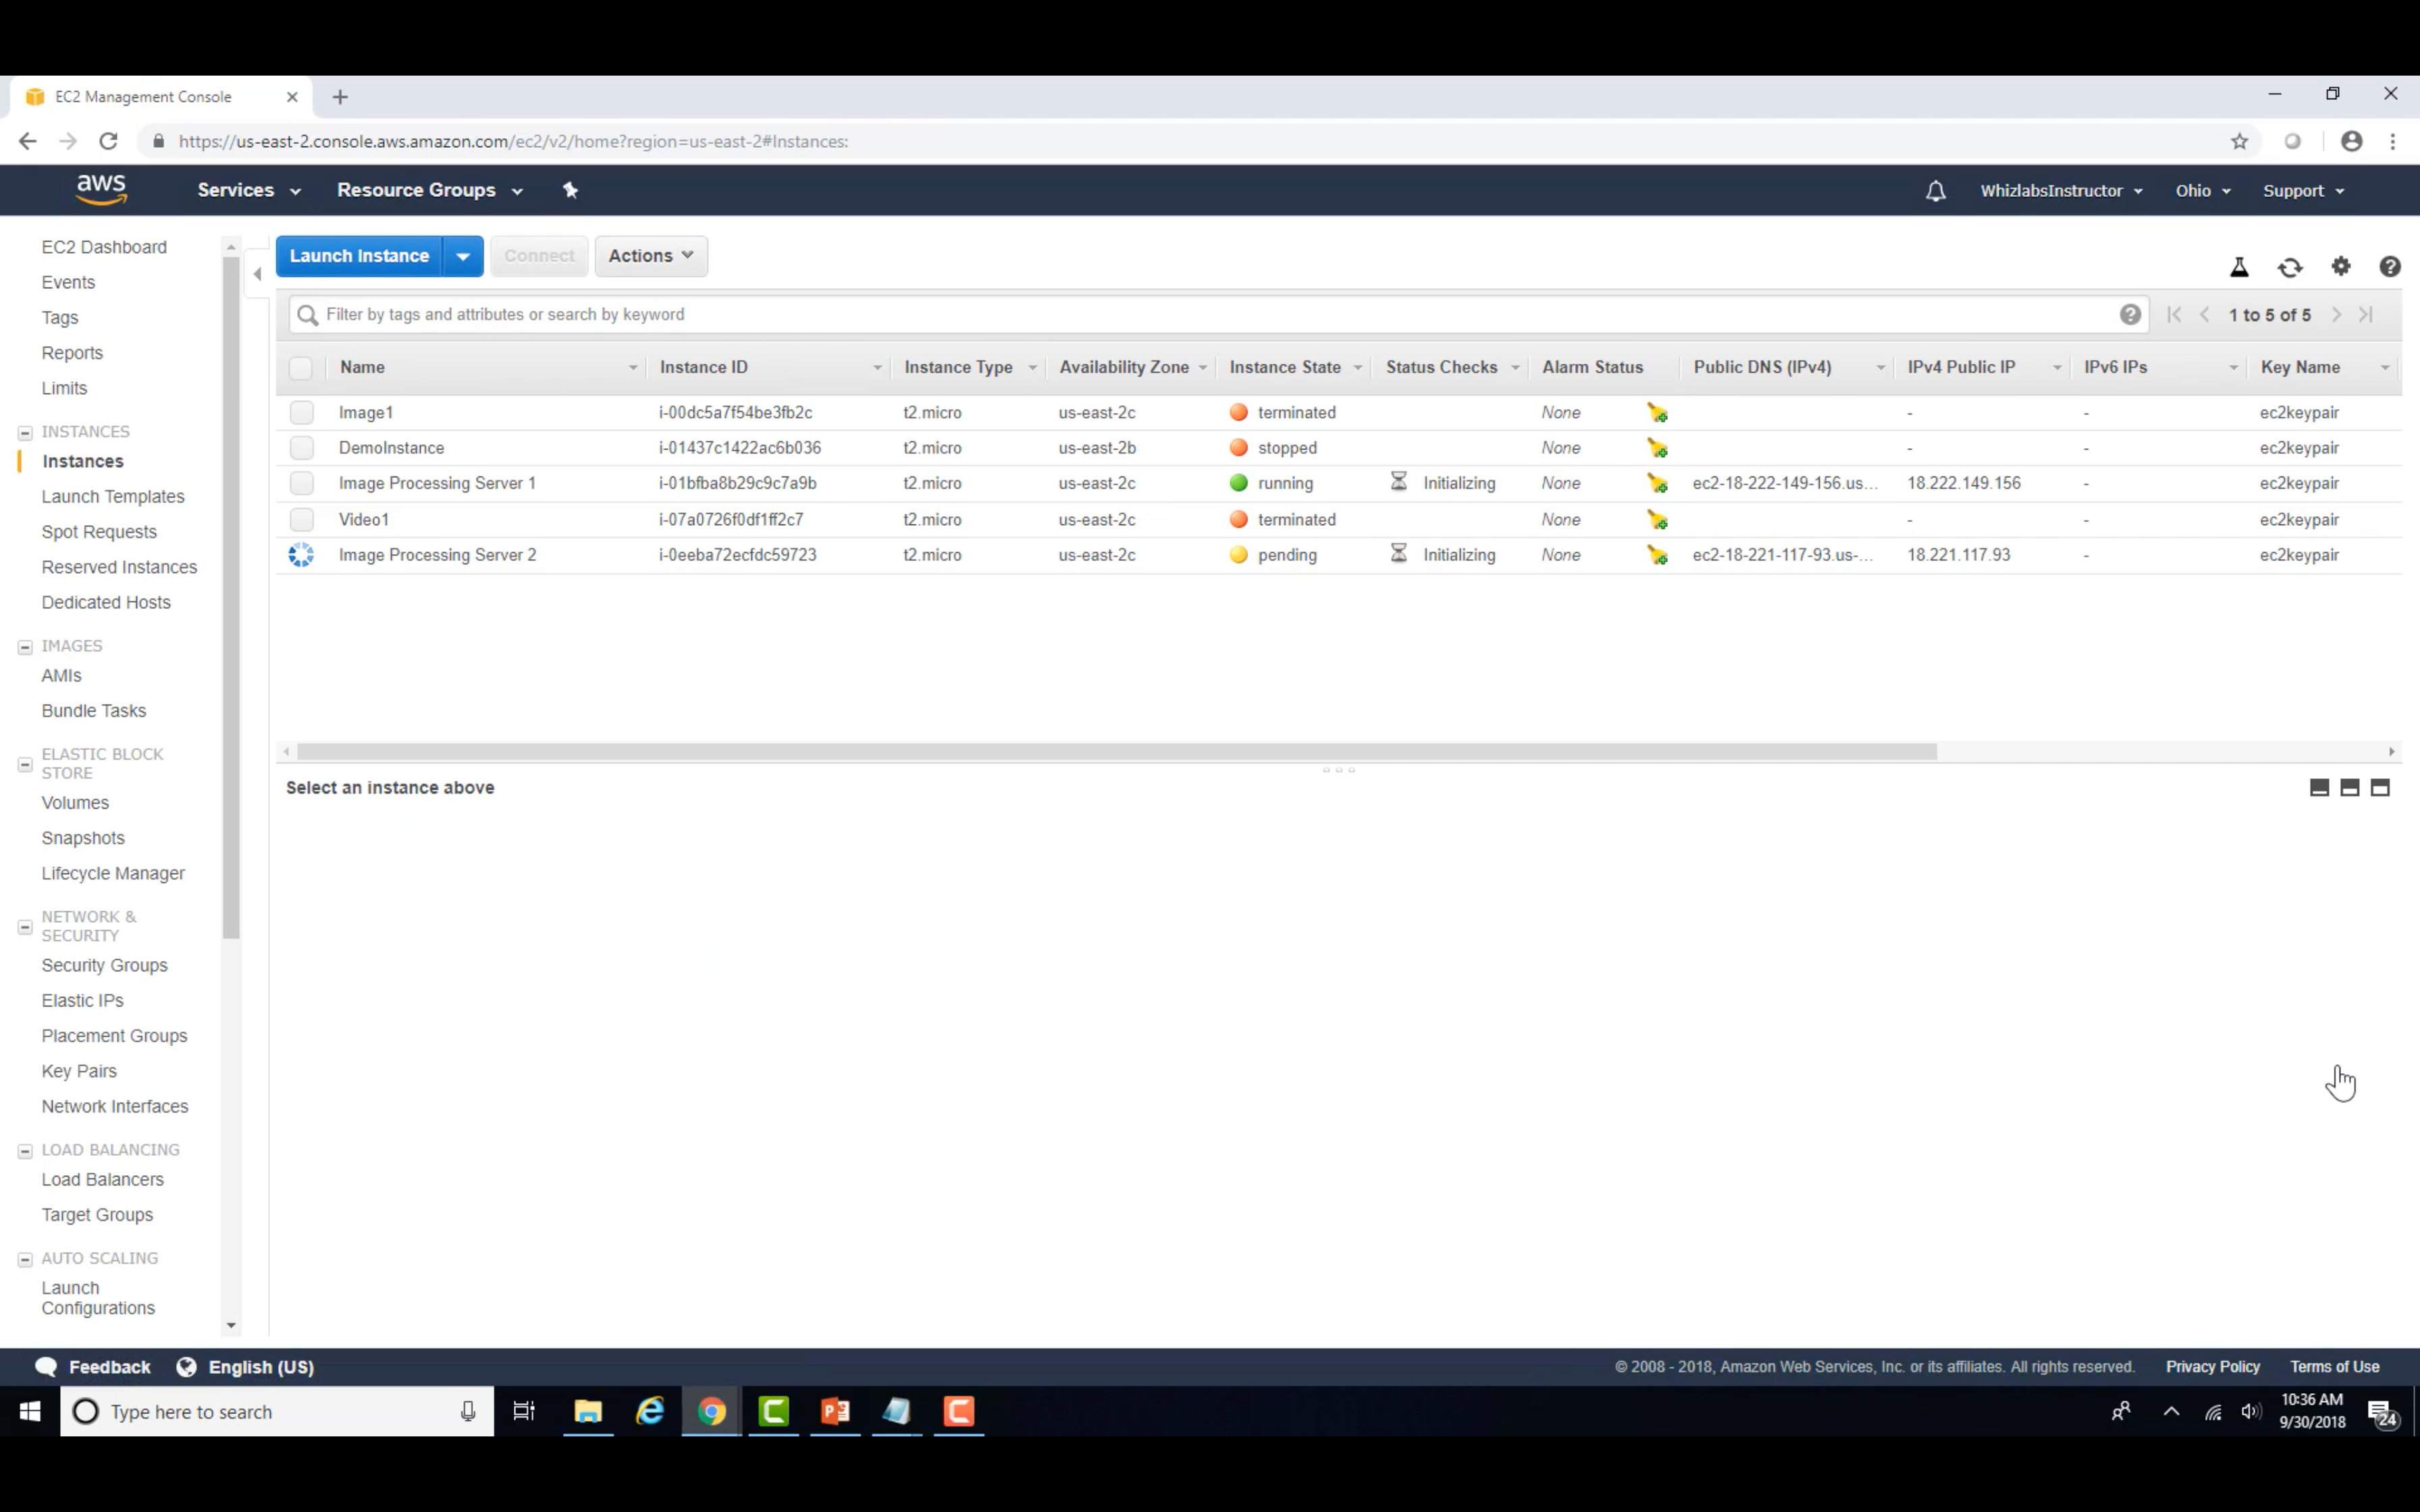 EC2 Management Console
https://us-east-2.console.aws.amazon.com/ec2/v2/home?region=us-east-2#Instances:
aws Services Resource Groups WhizlabsInstructor Ohio Support
EC2 Dashboard
Events
Tags
Reports
Limits
INSTANCES
Instances
Launch Templates
Spot Requests
Reserved Instances
Dedicated Hosts
IMAGES
AMIs
Bundle Tasks
ELASTIC BLOCK
STORE
Volumes
Snapshots
Lifecycle Manager
NETWORK &
SECURITY
Security Groups
Elastic IPs
Placement Groups
Key Pairs
Network Interfaces
LOAD BALANCING
Load Balancers
Target Groups
AUTO SCALING
Launch
Configurations
Launch Instance Connect Actions
Filter by tags and attributes or search by keyword 1 to 5 of 5
Name Instance ID Instance Type Availability Zone Instance State Status Checks Alarm Status Public DNS (IPv4) IPv4 Public IP IPv6 IPs Key Name
Image1 i-00dc5a7f54be3fb2c t2.micro us-east-2c terminated None - - ec2keypair
DemoInstance i-01437c1422ac6b036 t2.micro us-east-2b stopped None - - ec2keypair
Image Processing Server 1 i-01bfba8b29c9c7a9b t2.micro us-east-2c running Initializing None ec2-18-222-149-156.us... 18.222.149.156 - ec2keypair
Video1 i-07a0726f0df1ff2c7 t2.micro us-east-2c terminated None - - ec2keypair
Image Processing Server 2 i-0eeba72ecfdc59723 t2.micro us-east-2c pending Initializing None ec2-18-221-117-93.us-... 18.221.117.93 - ec2keypair
Select an instance above
Feedback English (US) © 2008 - 2018, Amazon Web Services, Inc. or its affiliates. All rights reserved. Privacy Policy Terms of Use
Type here to search
10:36 AM
9/30/2018
24